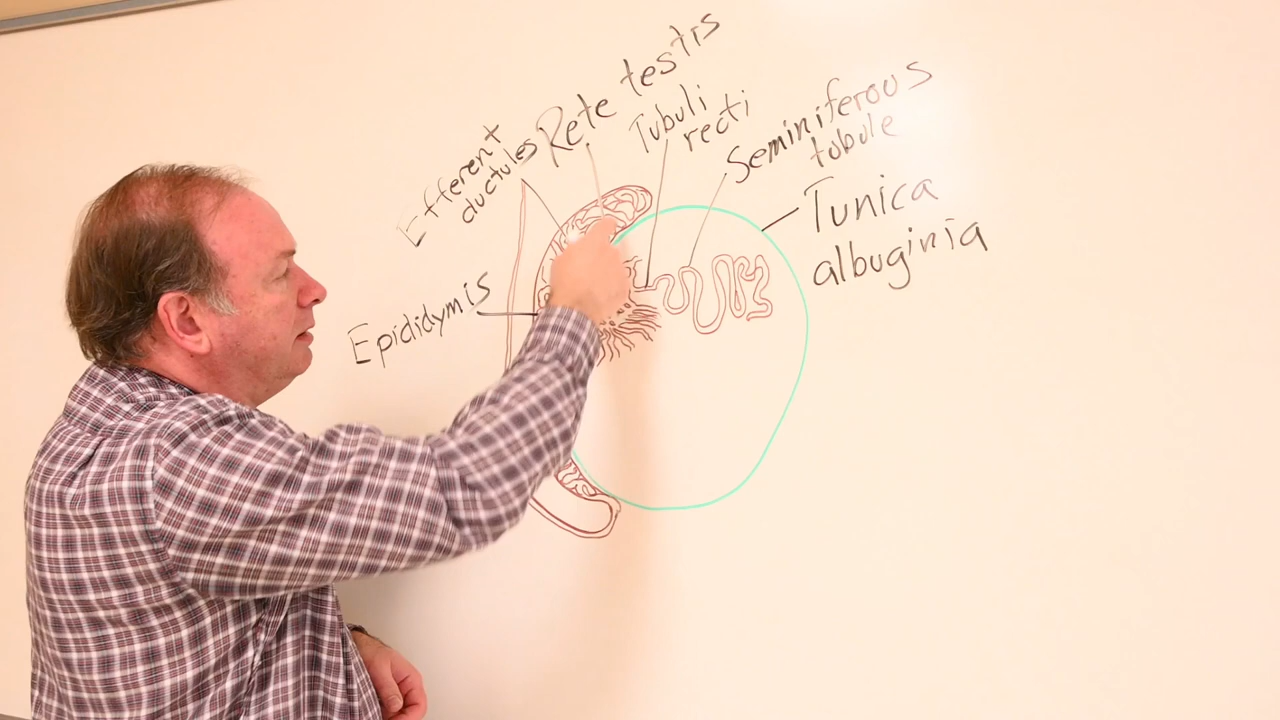 Efferent
ductules
Rete testis
Tubuli
recti
Seminiferous
tubule
Tunica
albuginia
Epididymis